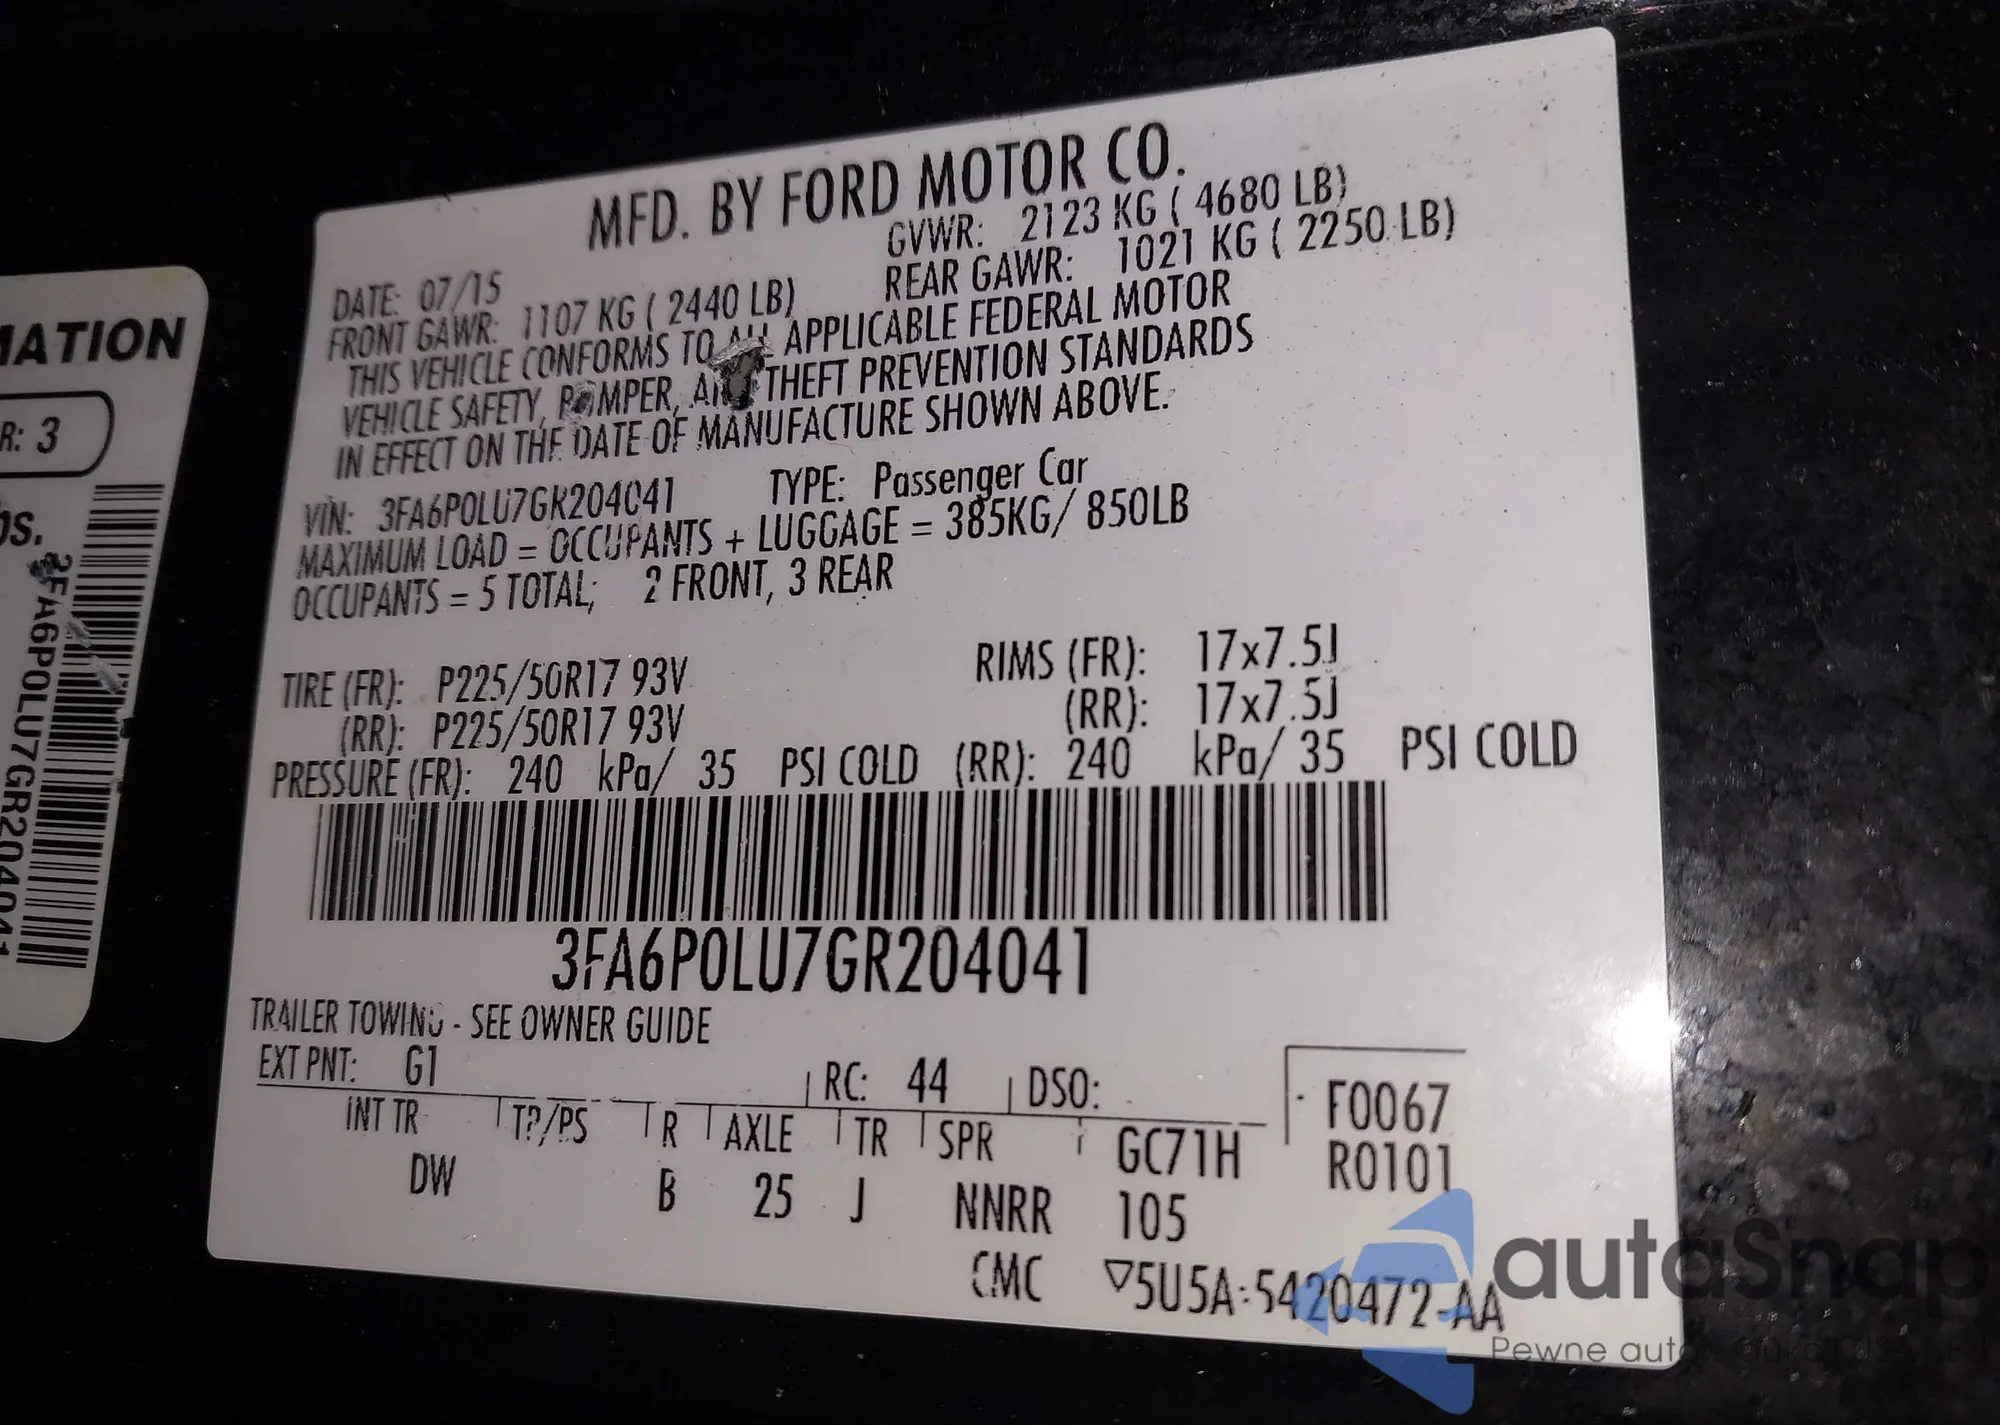 MATION
R: 3
OS.
3FA6P0LU7GR204041
MFD. BY FORD MOTOR CO.
DATE: 07/15 GVWR: 2123 KG ( 4680 LB)
FRONT GAWR: 1107 KG ( 2440 LB) REAR GAWR: 1021 KG ( 2250 LB)
THIS VEHICLE CONFORMS TO ALL APPLICABLE FEDERAL MOTOR
VEHICLE SAFETY, BUMPER, AND THEFT PREVENTION STANDARDS
IN EFFECT ON THE DATE OF MANUFACTURE SHOWN ABOVE.
VIN: 3FA6P0LU7GR204041 TYPE: Passenger Car
MAXIMUM LOAD = OCCUPANTS + LUGGAGE = 385KG/ 850LB
OCCUPANTS = 5 TOTAL; 2 FRONT, 3 REAR
TIRE (FR): P225/50R17 93V RIMS (FR): 17x7.5J
(RR): P225/50R17 93V (RR): 17x7.5J
PRESSURE (FR): 240 kPa/ 35 PSI COLD (RR): 240 kPa/ 35 PSI COLD
3FA6P0LU7GR204041
TRAILER TOWING - SEE OWNER GUIDE
EXT PNT: G1 RC: 44 DSO: F0067
INT TR TP/PS R AXLE TR SPR GC71H R0101
DW B 25 J NNRR 105
CMC ▽5U5A-5420472-AA
autaSnap
Pewne auta